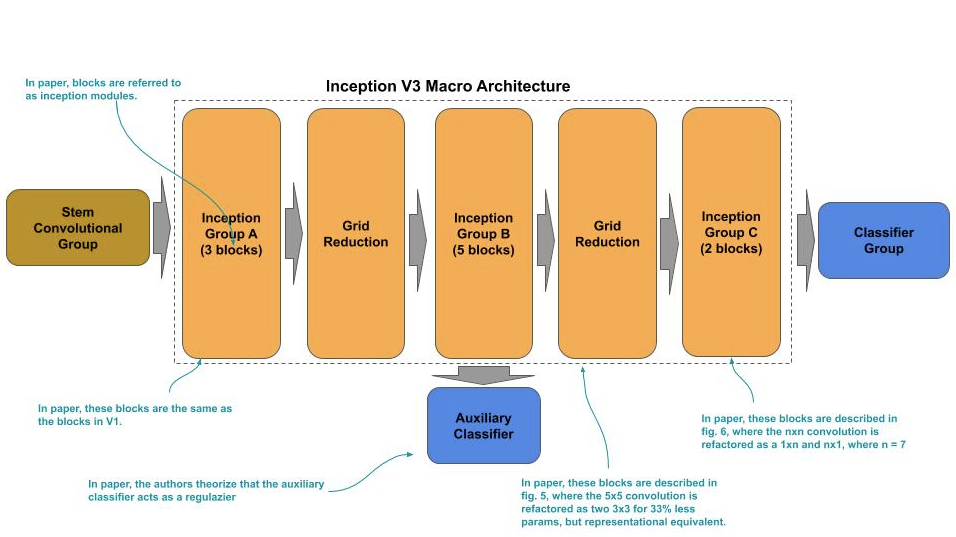 In paper, blocks are referred to
as inception modules.
Inception V3 Macro Architecture
Stem
Convolutional
Group
Inception
Group A
(3 blocks)
Grid
Reduction
Inception
Group B
(5 blocks)
Grid
Reduction
Inception
Group C
(2 blocks)
Classifier
Group
In paper, these blocks are the same as
the blocks in V1.
Auxiliary
Classifier
In paper, these blocks are described in
fig. 6, where the nxn convolution is
refactored as a 1xn and nx1, where n = 7
In paper, the authors theorize that the auxiliary
classifier acts as a regulazier
In paper, these blocks are described in
fig. 5, where the 5x5 convolution is
refactored as two 3x3 for 33% less
params, but representational equivalent.